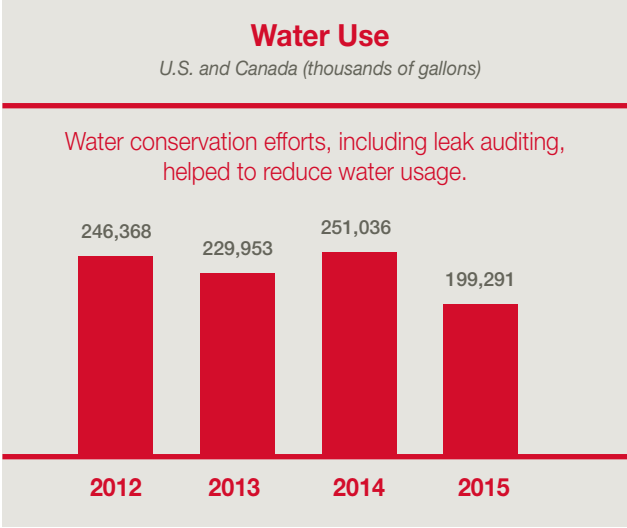 Water Use
U.S. and Canada (thousands of gallons)
Water conservation efforts, including leak auditing,
helped to reduce water usage.
246,368
229,953
251,036
199,291
2012
2013
2014
2015